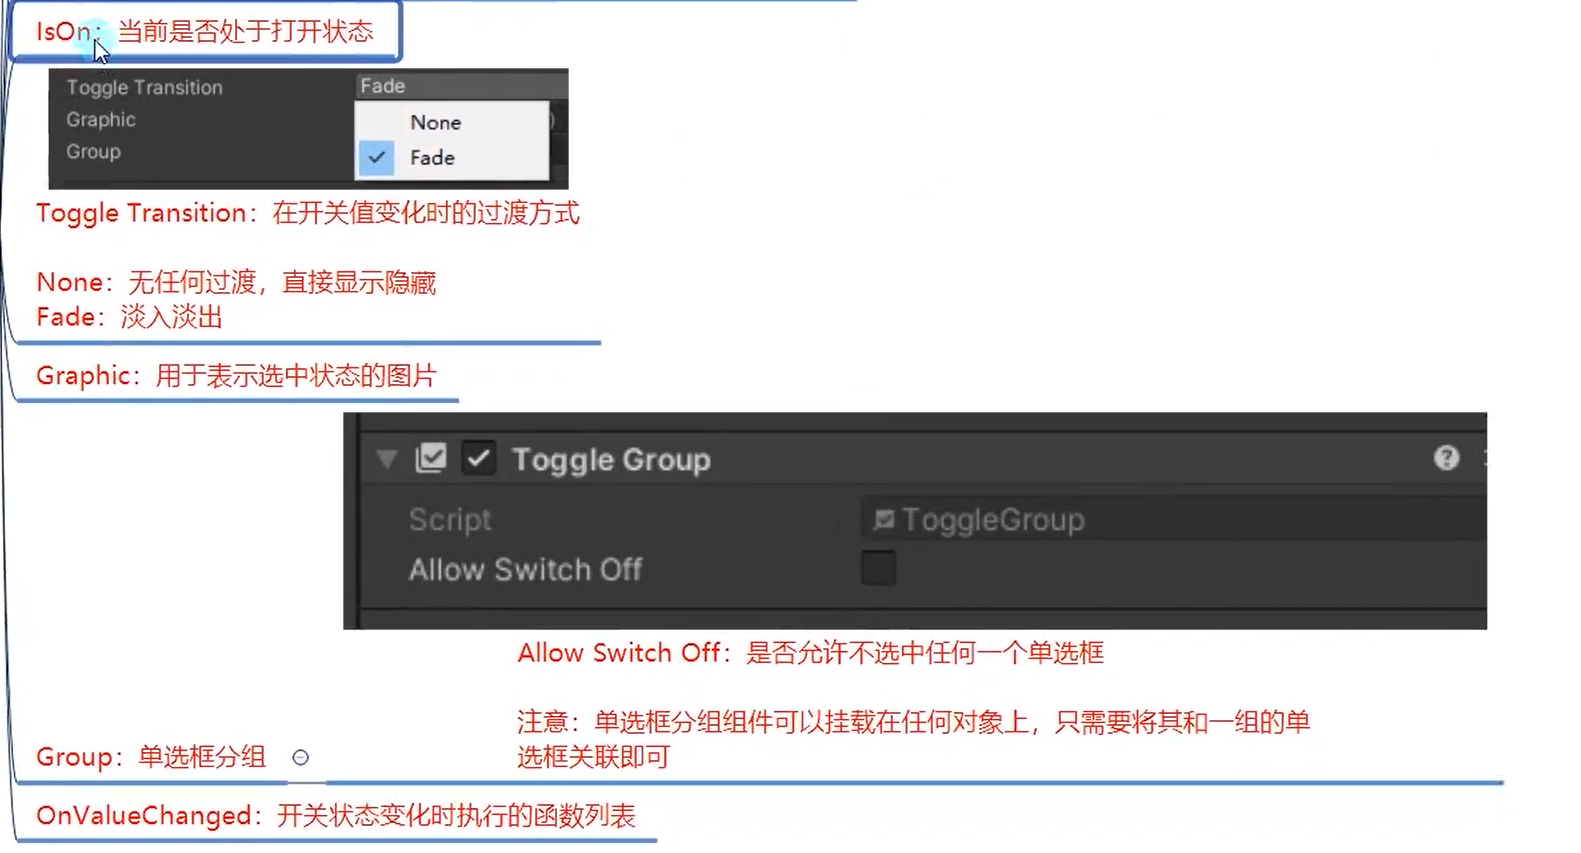 IsOn：当前是否处于打开状态
Toggle Transition
Fade
Graphic
None
Group
Fade
Toggle Transition：在开关值变化时的过渡方式
None：无任何过渡，直接显示隐藏
Fade：淡入淡出
Graphic：用于表示选中状态的图片
Toggle Group
Script
ToggleGroup
Allow Switch Off
Allow Switch Off：是否允许不选中任何一个单选框
注意：单选框分组组件可以挂载在任何对象上，只需要将其和一组的单
选框关联即可
Group：单选框分组
OnValueChanged：开关状态变化时执行的函数列表